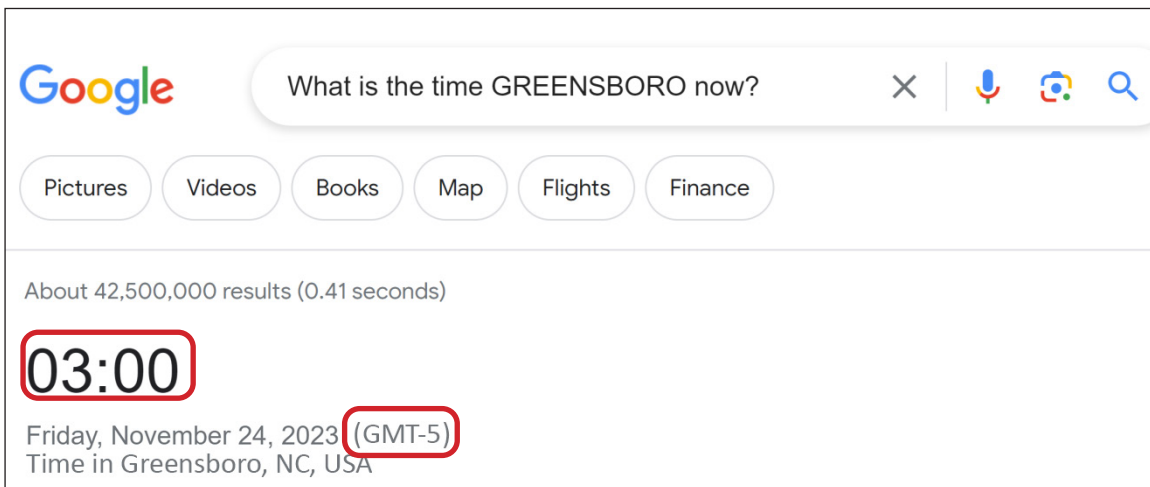 Google What is the time GREENSBORO now?
Pictures Videos Books Map Flights Finance
About 42,500,000 results (0.41 seconds)
03:00
Friday, November 24, 2023 (GMT-5)
Time in Greensboro, NC, USA